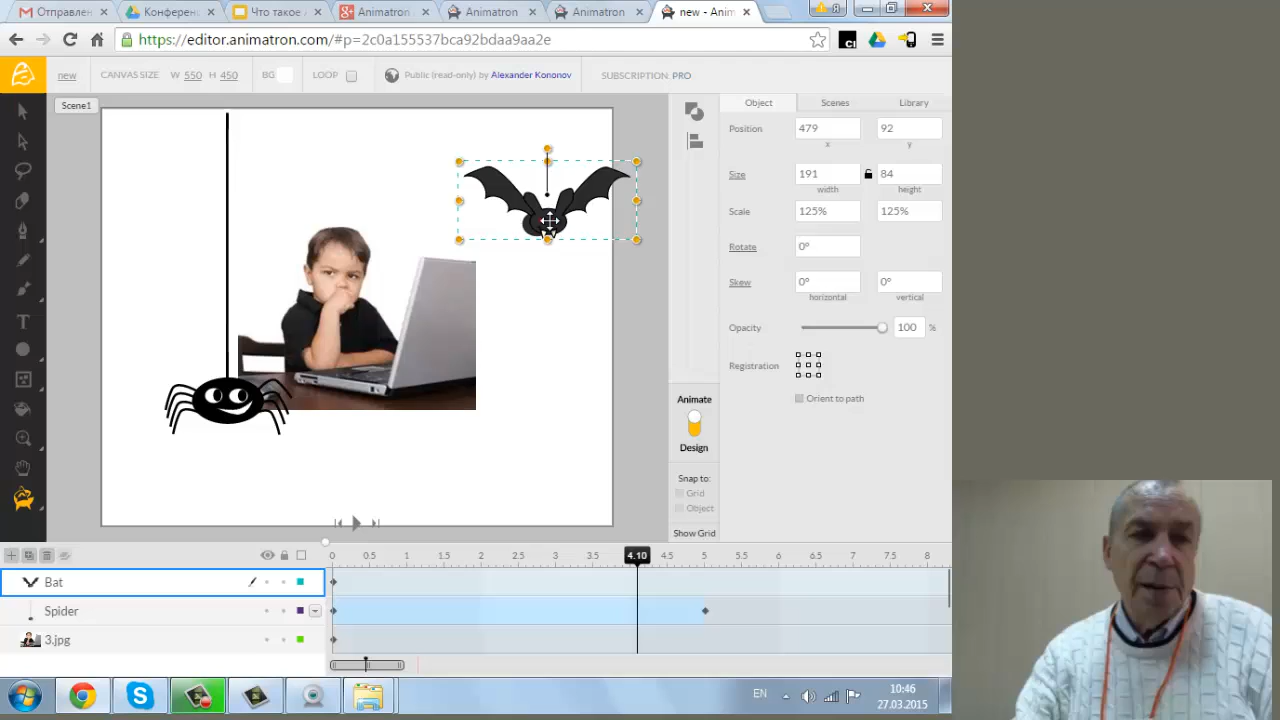 Отправлен
Конферен
Что такое
Animatron
Animatron
Animatron
new - Anim
8
https://editor.animatron.com/#p=2c0a155537bca92bdaa9aa2e
new
CANVAS SIZE W 550 H 450
BG
LOOP
Public (read-only) by Alexander Kononov
SUBSCRIPTION: PRO
Scene1
Object
Scenes
Library
Position 479 92
x y
Size 191 84
width height
Scale 125% 125%
Rotate 0°
Skew 0° 0°
horizontal vertical
Opacity 100 %
Registration
Orient to path
Animate
Design
Snap to:
Grid
Object
Show Grid
0 0.5 1 1.5 2 2.5 3 3.5 4.10 4.5 5 5.5 6 6.5 7 7.5 8
Bat
Spider
3.jpg
EN
10:46
27.03.2015